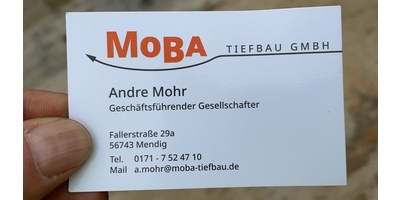 MOBA TIEFBAU GMBH
Andre Mohr
Geschäftsführender Gesellschafter
Fallerstraße 29a
56743 Mendig
Tel. 0171 - 7 52 47 10
Mail a.mohr@moba-tiefbau.de